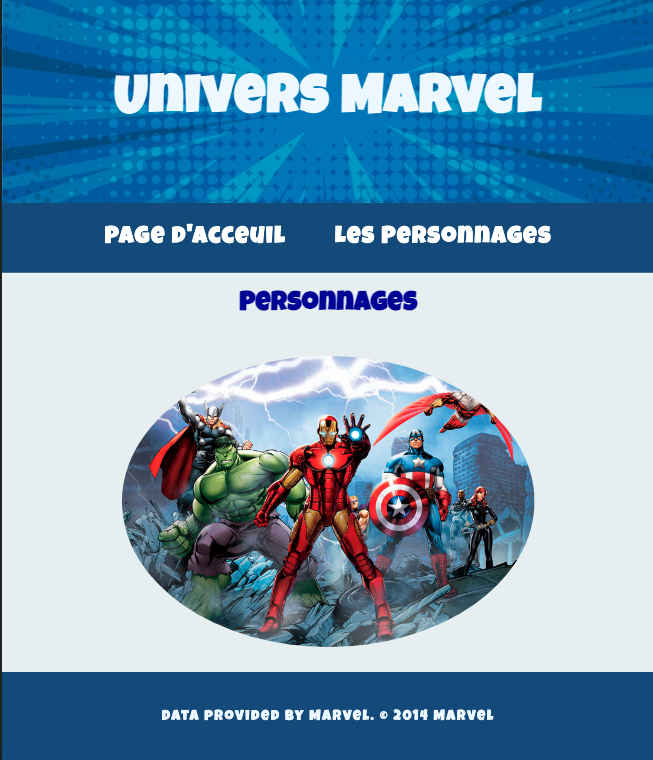 Univers Marvel
Page d'acceuil Les Personnages
Personnages
Data provided by Marvel. © 2014 MARVEL